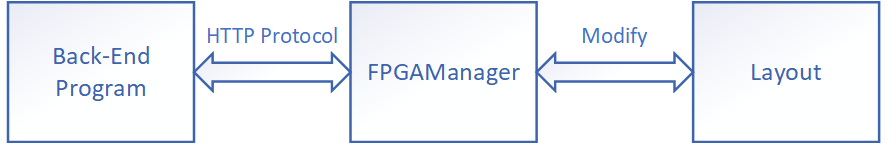 Back-End
Program
HTTP Protocol
FPGAManager
Modify
Layout